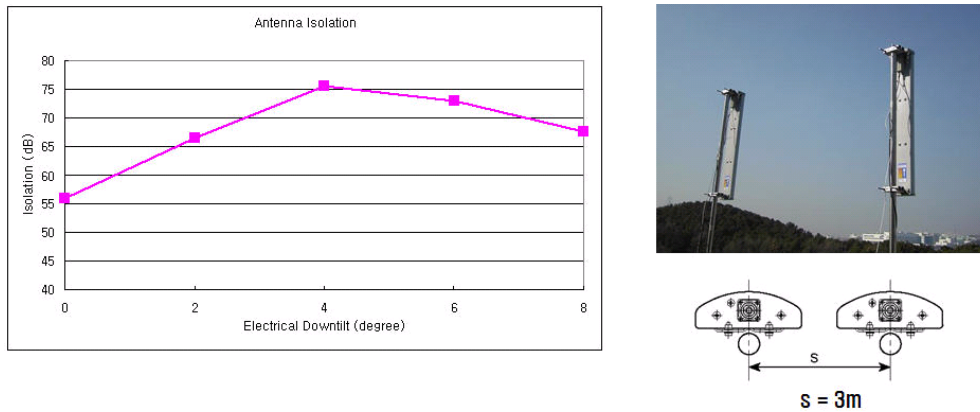 Antenna Isolation
Isolation (dB)
80
75
70
65
60
55
50
45
40
0 2 4 6 8
Electrical Downtilt (degree)
S
s = 3m